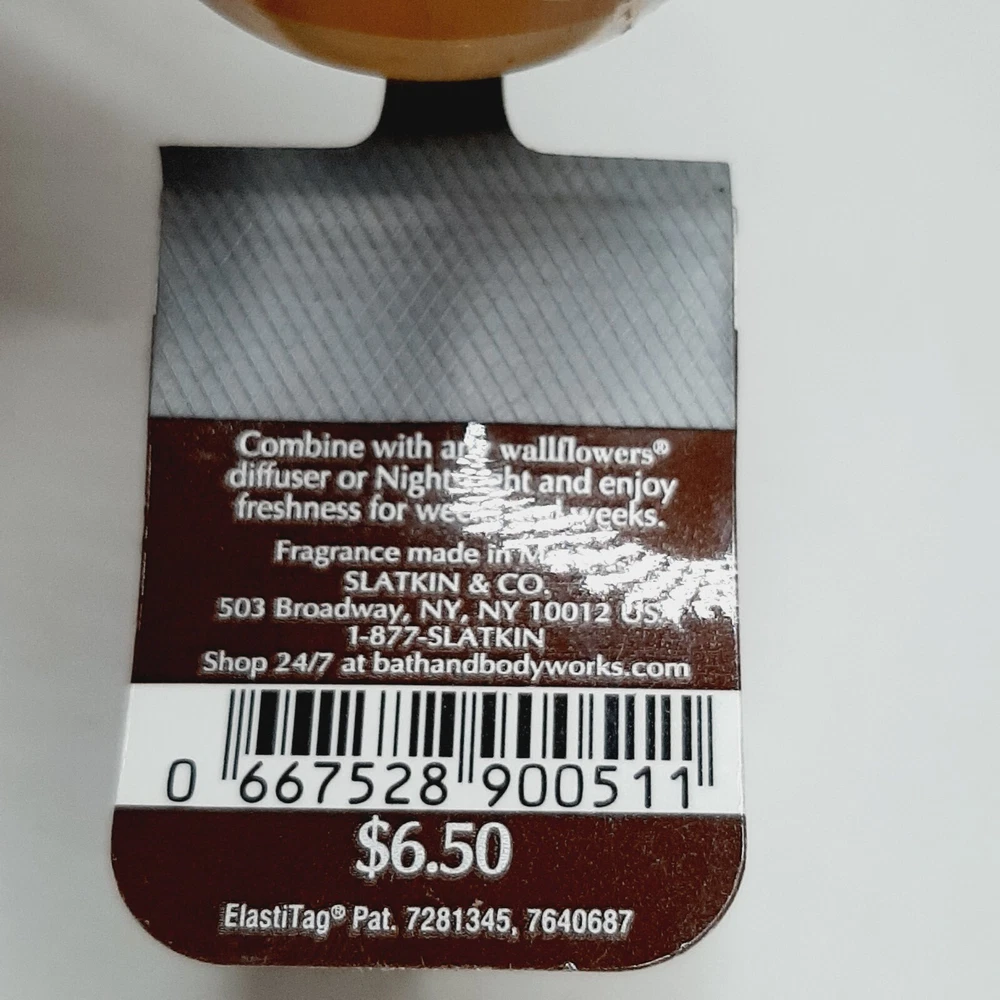 Combine with any wallflowers®
diffuser or and enjoy
freshness for weeks.
Fragrance made in
SLATKIN & CO.
503 Broadway, NY, NY 10012
1-877-SLATKIN
Shop 24/7 at bathandbodyworks.com
0 667528 900511
$6.50
ElastiTag® Pat. 7281345, 7640687